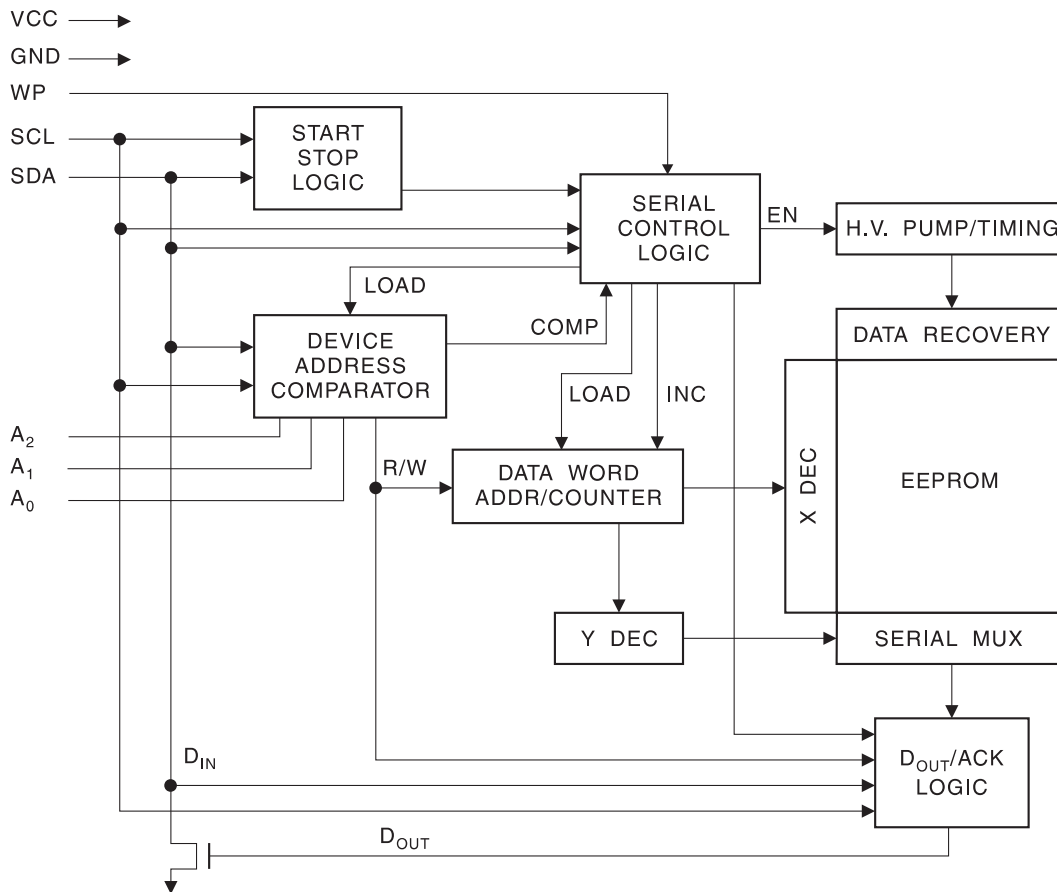 VCC
GND
WP
SCL
SDA
START
STOP
LOGIC
SERIAL
CONTROL
LOGIC
EN
H.V. PUMP/TIMING
LOAD
COMP
DEVICE
ADDRESS
COMPARATOR
DATA RECOVERY
LOAD
INC
A2
A1
A0
R/W
DATA WORD
ADDR/COUNTER
X DEC
EEPROM
Y DEC
SERIAL MUX
DIN
DOUT/ACK
LOGIC
DOUT